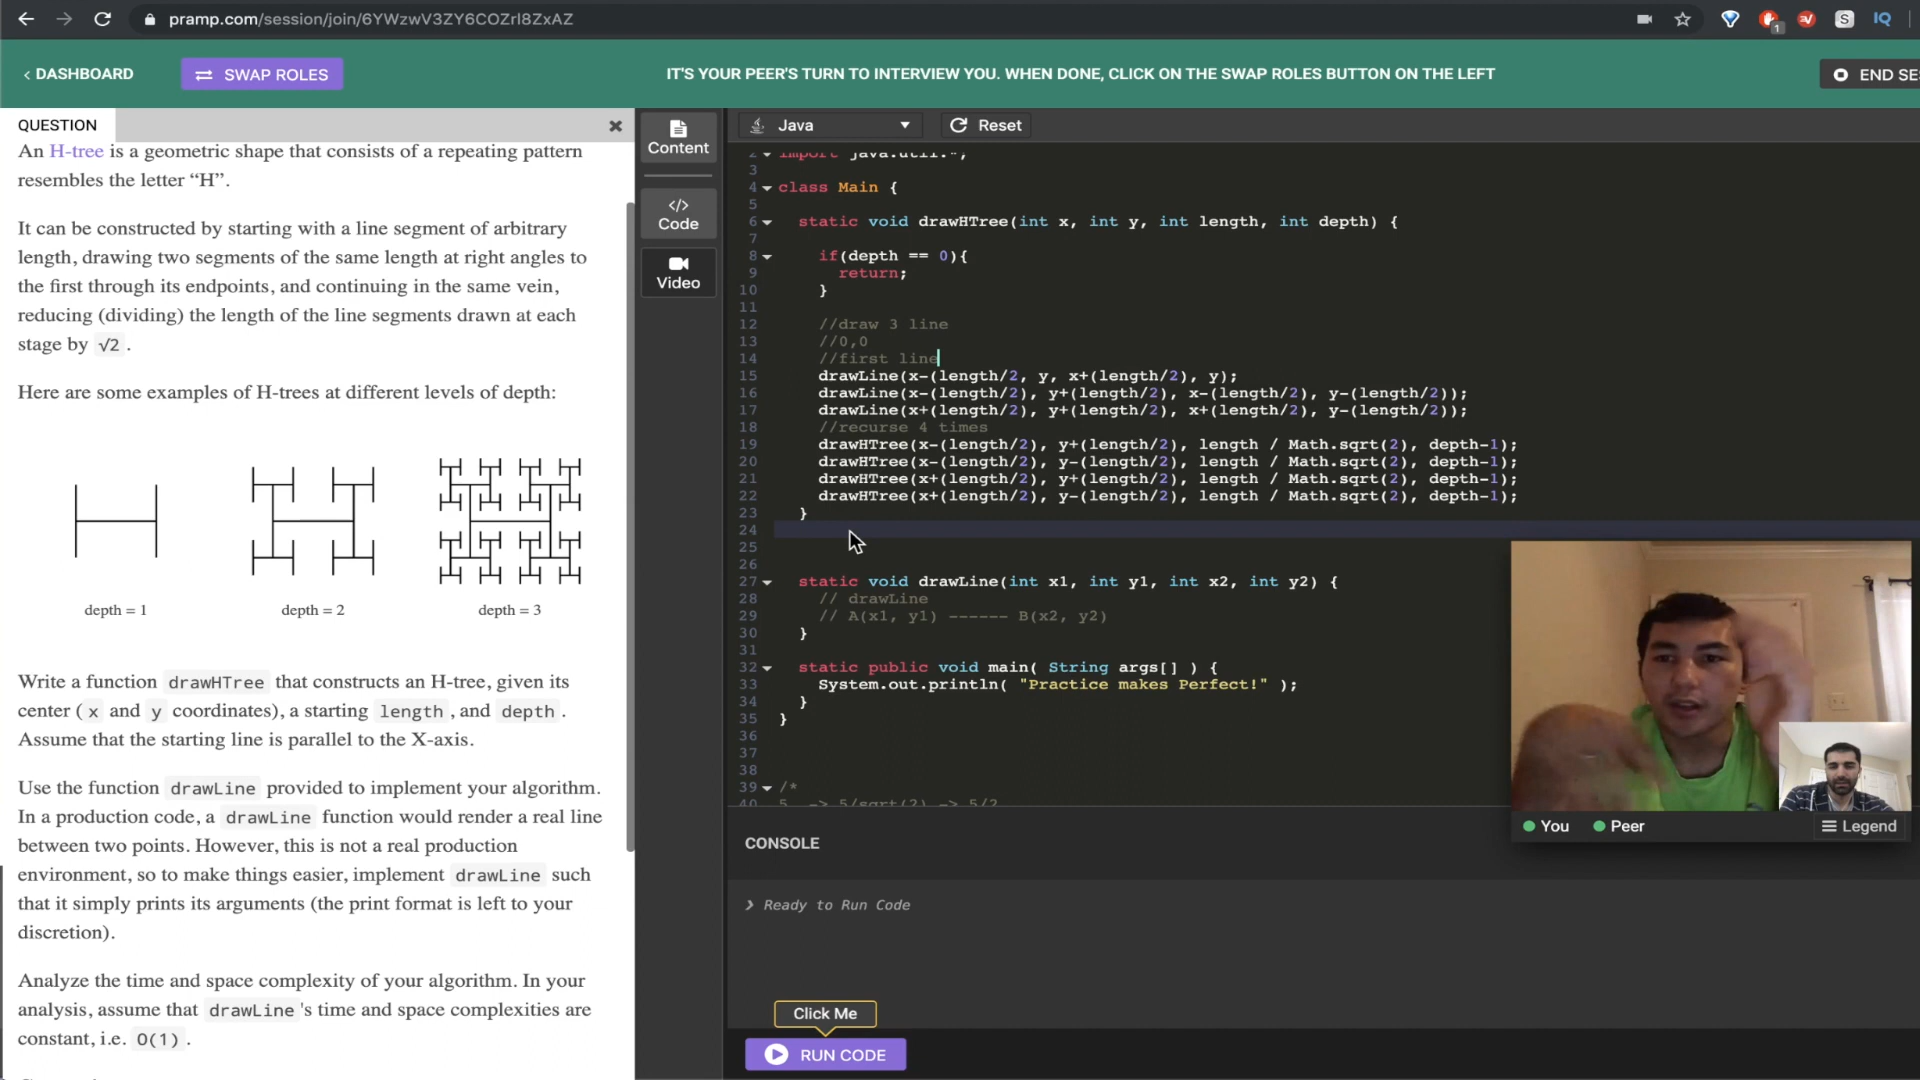 pramp.com/session/join/6YWzwV3ZY6COZrI8ZxAZ
1
S
IQ
‹ DASHBOARD
SWAP ROLES
IT'S YOUR PEER'S TURN TO INTERVIEW YOU. WHEN DONE, CLICK ON THE SWAP ROLES BUTTON ON THE LEFT
END SE
QUESTION
An H-tree is a geometric shape that consists of a repeating pattern
resembles the letter “H”.
It can be constructed by starting with a line segment of arbitrary
length, drawing two segments of the same length at right angles to
the first through its endpoints, and continuing in the same vein,
reducing (dividing) the length of the line segments drawn at each
stage by √2 .
Here are some examples of H-trees at different levels of depth:
depth = 1
depth = 2
depth = 3
Write a function drawHTree that constructs an H-tree, given its
center ( x and y coordinates), a starting length , and depth .
Assume that the starting line is parallel to the X-axis.
Use the function drawLine provided to implement your algorithm.
In a production code, a drawLine function would render a real line
between two points. However, this is not a real production
environment, so to make things easier, implement drawLine such
that it simply prints its arguments (the print format is left to your
discretion).
Analyze the time and space complexity of your algorithm. In your
analysis, assume that drawLine 's time and space complexities are
constant, i.e. O(1) .
Content
</>
Code
Video
Java
Reset
2 import java.util.*;
3
4 class Main {
5
6 static void drawHTree(int x, int y, int length, int depth) {
7
8 if(depth == 0){
9 return;
10 }
11
12 //draw 3 line
13 //0,0
14 //first line
15 drawLine(x-(length/2, y, x+(length/2), y);
16 drawLine(x-(length/2), y+(length/2), x-(length/2), y-(length/2));
17 drawLine(x+(length/2), y+(length/2), x+(length/2), y-(length/2));
18 //recurse 4 times
19 drawHTree(x-(length/2), y+(length/2), length / Math.sqrt(2), depth-1);
20 drawHTree(x-(length/2), y-(length/2), length / Math.sqrt(2), depth-1);
21 drawHTree(x+(length/2), y+(length/2), length / Math.sqrt(2), depth-1);
22 drawHTree(x+(length/2), y-(length/2), length / Math.sqrt(2), depth-1);
23 }
24
25
26
27 static void drawLine(int x1, int y1, int x2, int y2) {
28 // drawLine
29 // A(x1, y1) ------ B(x2, y2)
30 }
31
32 static public void main( String args[] ) {
33 System.out.println( "Practice makes Perfect!" );
34 }
35 }
36
37
38
39 /*
40 5 -> 5/sqrt(2) -> 5/2
You
Peer
Legend
CONSOLE
› Ready to Run Code
Click Me
RUN CODE